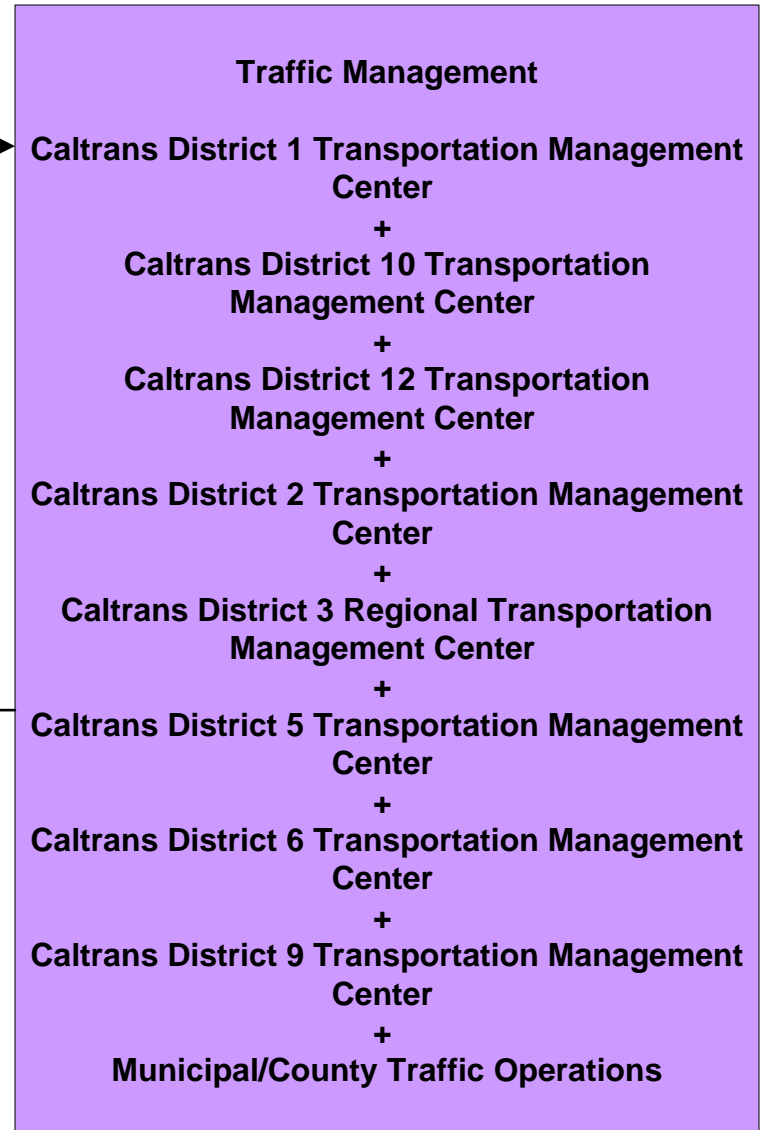 Traffic Management
Caltrans District 1 Transportation Management
Center
+
Caltrans District 10 Transportation
Management Center
+
Caltrans District 12 Transportation
Management Center
+
Caltrans District 2 Transportation Management
Center
+
Caltrans District 3 Regional Transportation
Management Center
+
Caltrans District 5 Transportation Management
Center
+
Caltrans District 6 Transportation Management
Center
+
Caltrans District 9 Transportation Management
Center
+
Municipal/County Traffic Operations